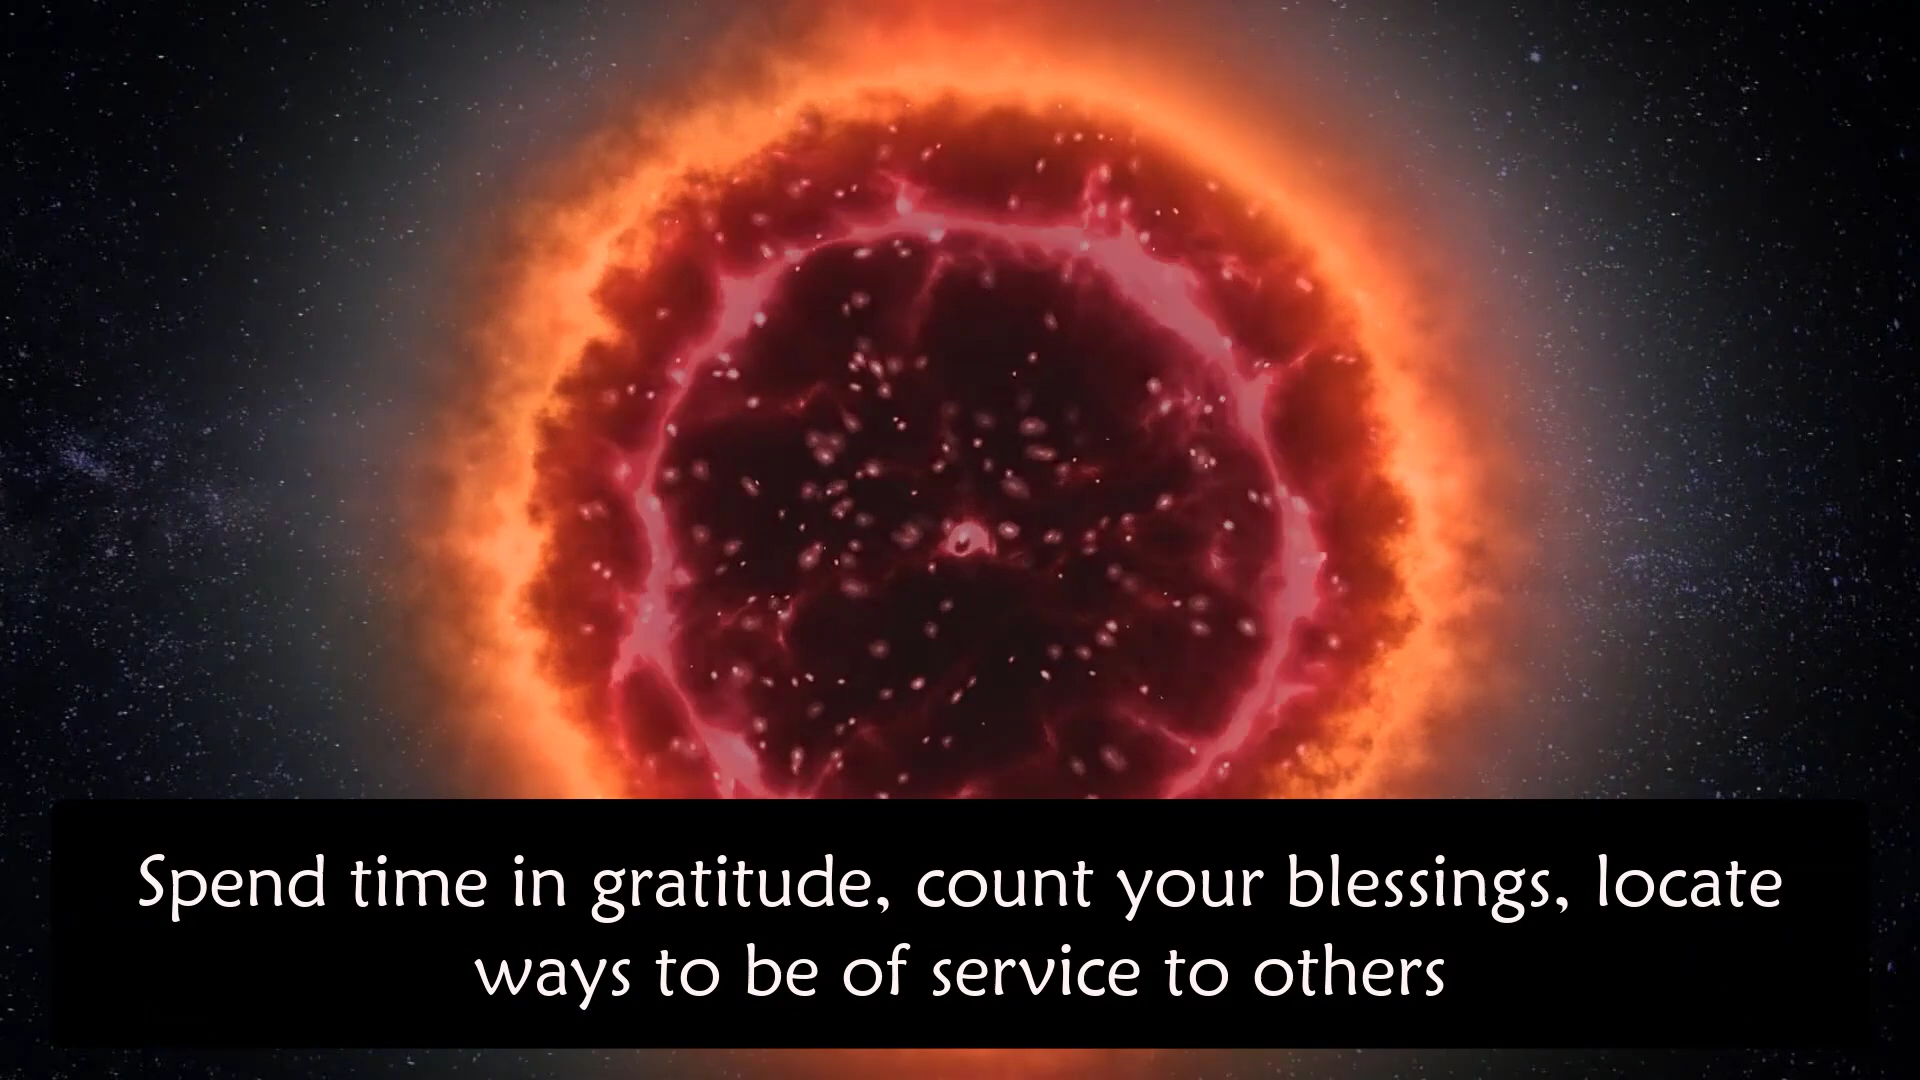 Spend time in gratitude, count your blessings, locate
ways to be of service to others